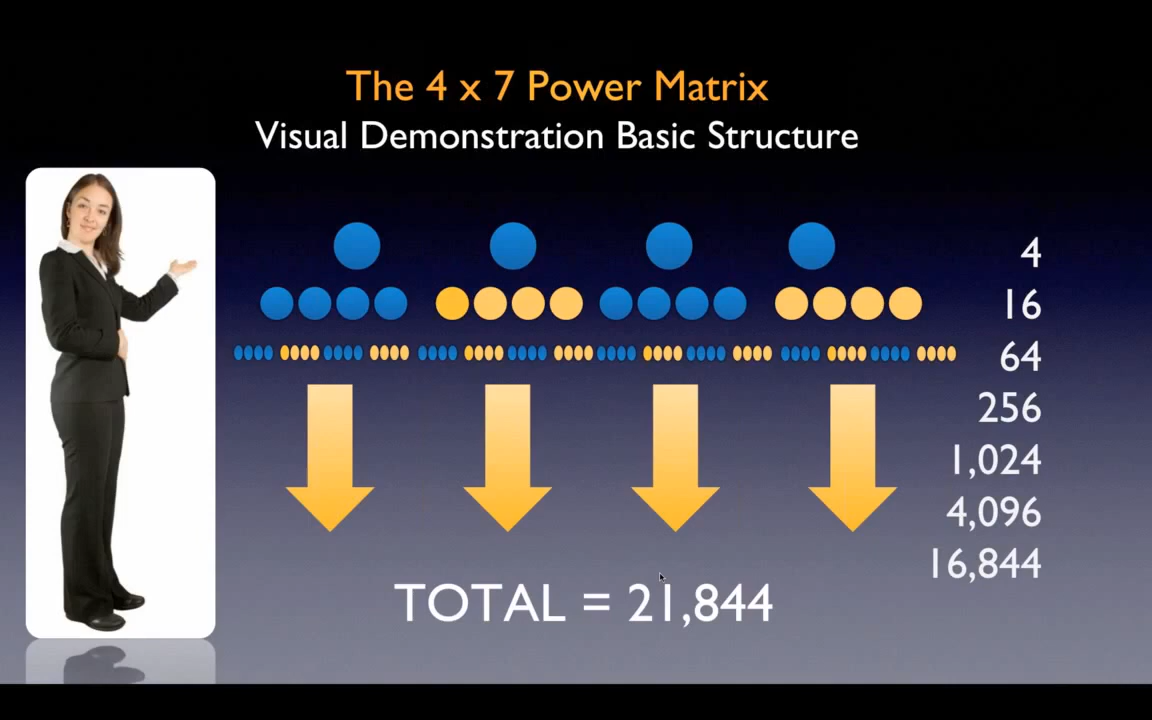 The 4 x 7 Power Matrix
Visual Demonstration Basic Structure
4
16
64
256
1,024
4,096
16,844
TOTAL = 21,844